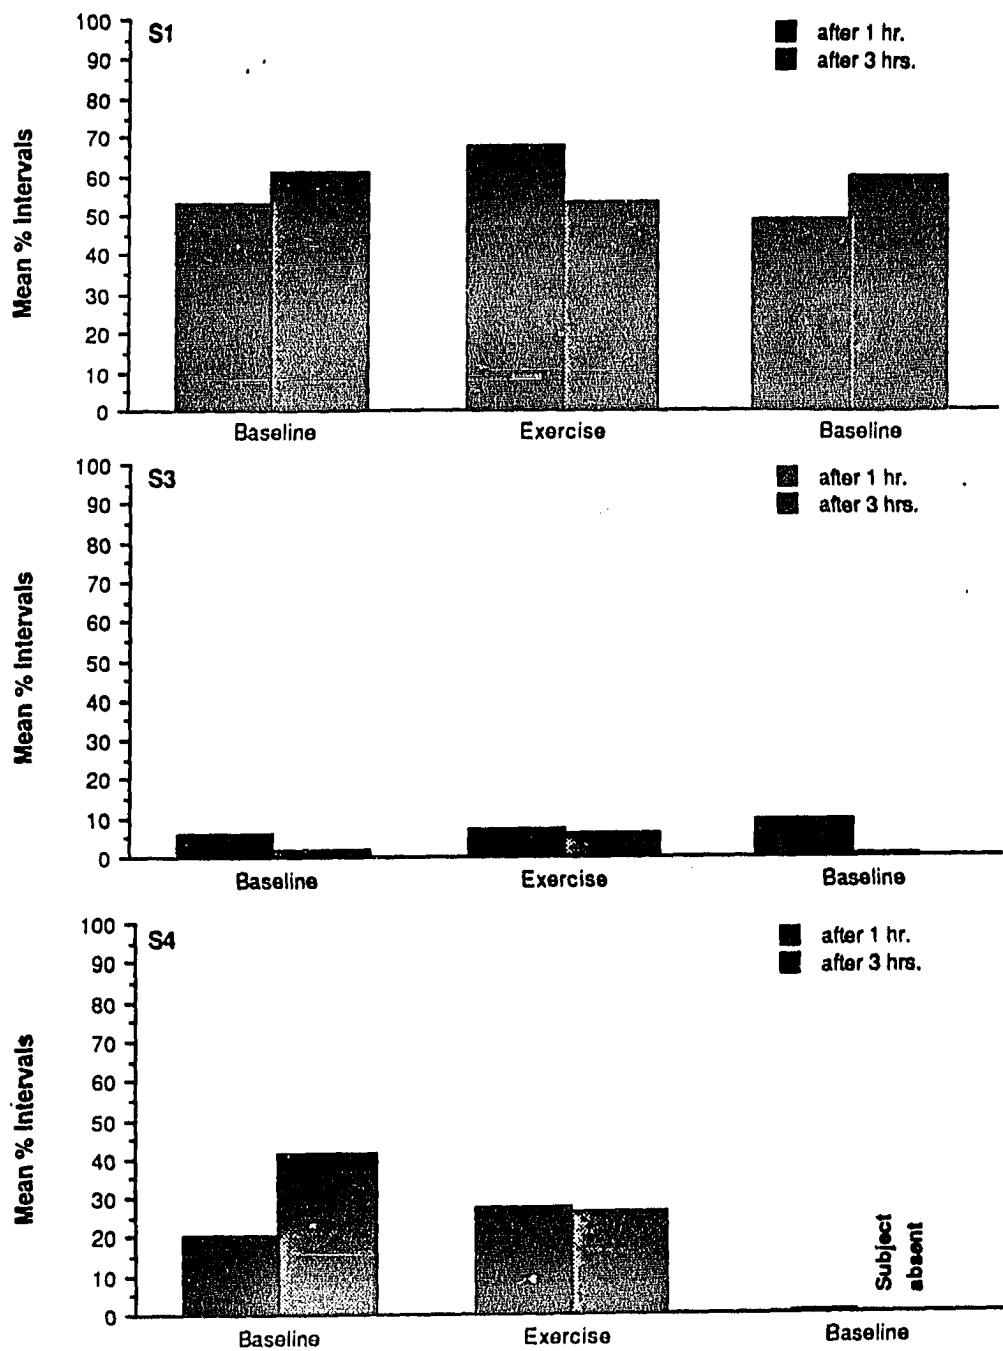 S1
after 1 hr.
after 3 hrs.
Mean % Intervals
100
90
80
70
60
50
40
30
20
10
0
Baseline Exercise Baseline
S3
after 1 hr.
after 3 hrs.
Mean % Intervals
100
90
80
70
60
50
40
30
20
10
0
Baseline Exercise Baseline
S4
after 1 hr.
after 3 hrs.
Mean % Intervals
100
90
80
70
60
50
40
30
20
10
0
Subject
absent
Baseline Exercise Baseline